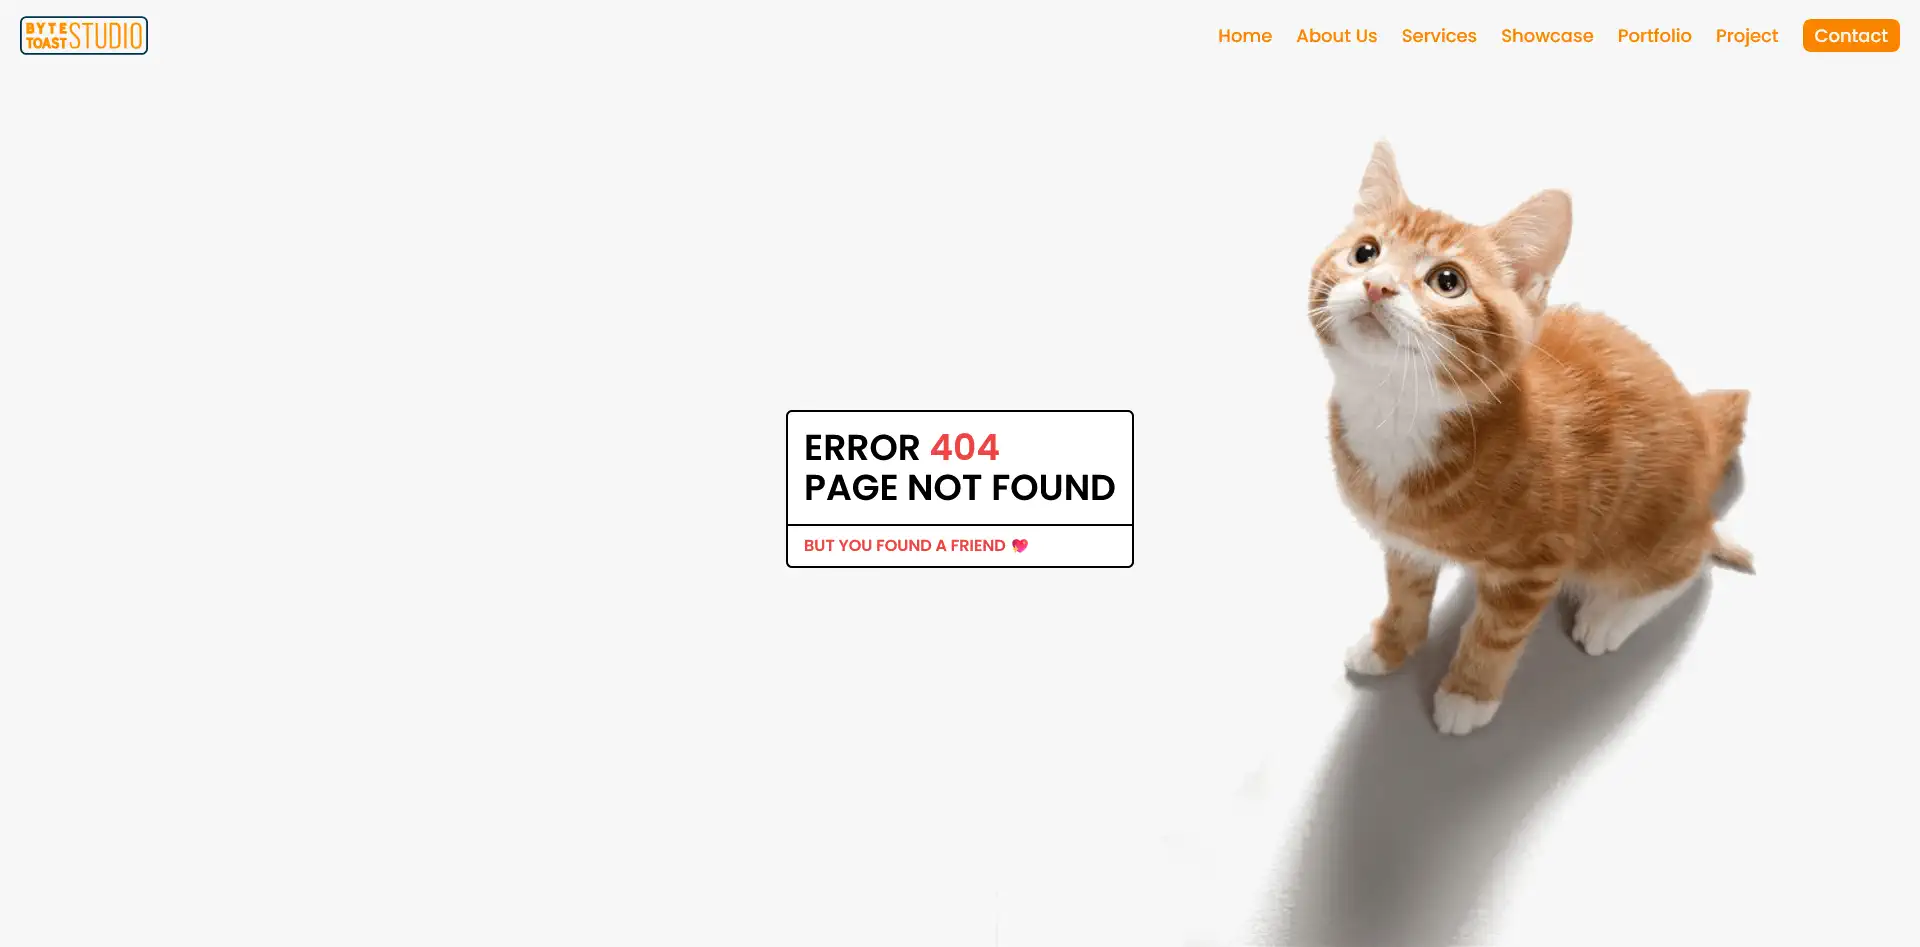 BYTE TOAST STUDIO
Home About Us Services Showcase Portfolio Project Contact
ERROR 404
PAGE NOT FOUND
BUT YOU FOUND A FRIEND 💘